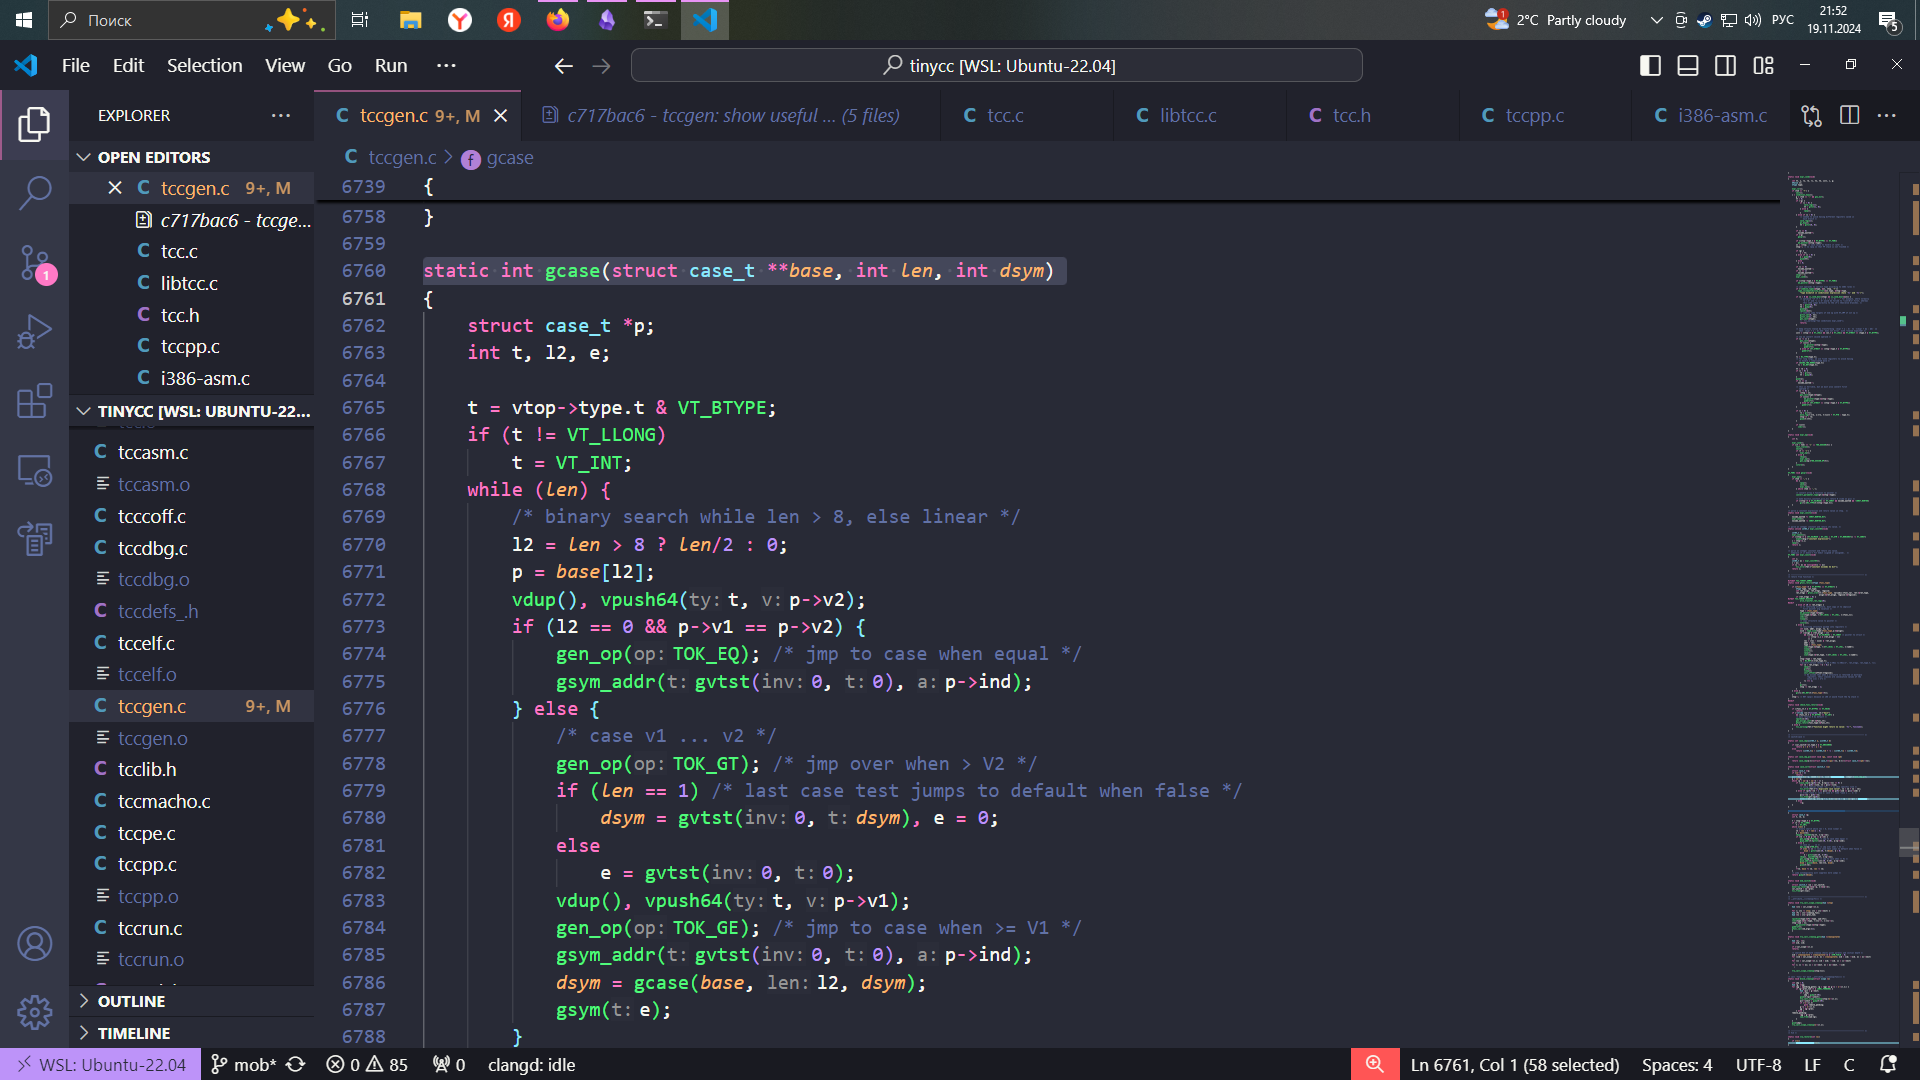 Поиск
1
2°C Partly cloudy
РУС
21:52
19.11.2024
5
File Edit Selection View Go Run ···
tinycc [WSL: Ubuntu-22.04]
EXPLORER ···
C tccgen.c 9+, M
c717bac6 - tccgen: show useful ... (5 files)
C tcc.c
C libtcc.c
C tcc.h
C tccpp.c
C i386-asm.c
OPEN EDITORS
C tccgen.c 9+, M
c717bac6 - tccge...
C tcc.c
C libtcc.c
C tcc.h
C tccpp.c
C i386-asm.c
1
TINYCC [WSL: UBUNTU-22...
C tccasm.c
tccasm.o
C tcccoff.c
C tccdbg.c
tccdbg.o
C tccdefs_.h
C tccelf.c
tccelf.o
C tccgen.c 9+, M
tccgen.o
C tcclib.h
C tccmacho.c
C tccpe.c
C tccpp.c
tccpp.o
C tccrun.c
tccrun.o
OUTLINE
TIMELINE
C tccgen.c > f gcase
6739 {
6758 }
6759
6760 static int gcase(struct case_t **base, int len, int dsym)
6761 {
6762 struct case_t *p;
6763 int t, l2, e;
6764
6765 t = vtop->type.t & VT_BTYPE;
6766 if (t != VT_LLONG)
6767 t = VT_INT;
6768 while (len) {
6769 /* binary search while len > 8, else linear */
6770 l2 = len > 8 ? len/2 : 0;
6771 p = base[l2];
6772 vdup(), vpush64(ty: t, v: p->v2);
6773 if (l2 == 0 && p->v1 == p->v2) {
6774 gen_op(op: TOK_EQ); /* jmp to case when equal */
6775 gsym_addr(t: gvtst(inv: 0, t: 0), a: p->ind);
6776 } else {
6777 /* case v1 ... v2 */
6778 gen_op(op: TOK_GT); /* jmp over when > V2 */
6779 if (len == 1) /* last case test jumps to default when false */
6780 dsym = gvtst(inv: 0, t: dsym), e = 0;
6781 else
6782 e = gvtst(inv: 0, t: 0);
6783 vdup(), vpush64(ty: t, v: p->v1);
6784 gen_op(op: TOK_GE); /* jmp to case when >= V1 */
6785 gsym_addr(t: gvtst(inv: 0, t: 0), a: p->ind);
6786 dsym = gcase(base, len: l2, dsym);
6787 gsym(t: e);
6788 }
WSL: Ubuntu-22.04 mob* 0 85 0 clangd: idle
Ln 6761, Col 1 (58 selected) Spaces: 4 UTF-8 LF C